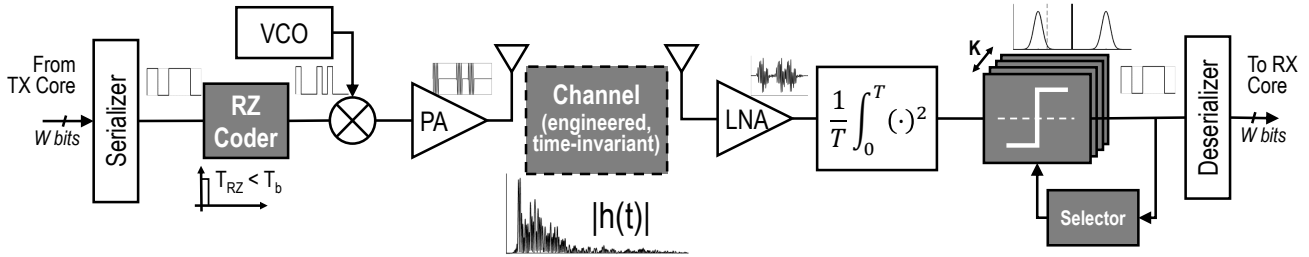 From
TX Core
W bits
Serializer
RZ
Coder
T_RZ < T_b
VCO
PA
Channel
(engineered,
time-invariant)
|h(t)|
LNA
1/T ∫_0^T (·)^2
K
Selector
Deserializer
To RX
Core
W bits